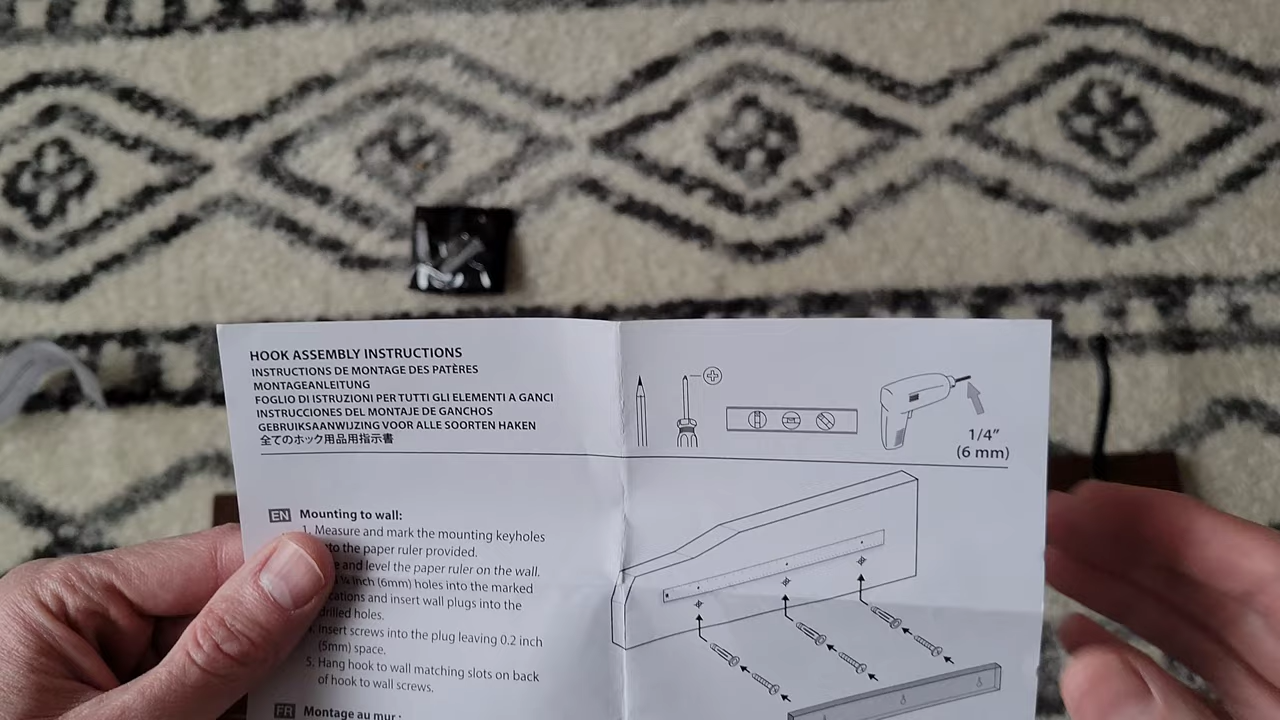 HOOK ASSEMBLY INSTRUCTIONS
INSTRUCTIONS DE MONTAGE DES PATÈRES
MONTAGEANLEITUNG
FOGLIO DI ISTRUZIONI PER TUTTI GLI ELEMENTI A GANCI
INSTRUCCIONES DEL MONTAJE DE GANCHOS
GEBRUIKSAANWIJZING VOOR ALLE SOORTEN HAKEN
全てのホック用品用指示書
1/4"
(6 mm)
EN Mounting to wall:
1. Measure and mark the mounting keyholes
to the paper ruler provided.
and level the paper ruler on the wall.
¼ inch (6mm) holes into the marked
and insert wall plugs into the
drilled holes.
Insert screws into the plug leaving 0.2 inch
(5mm) space.
5. Hang hook to wall matching slots on back
of hook to wall screws.
FR Montage au mur :